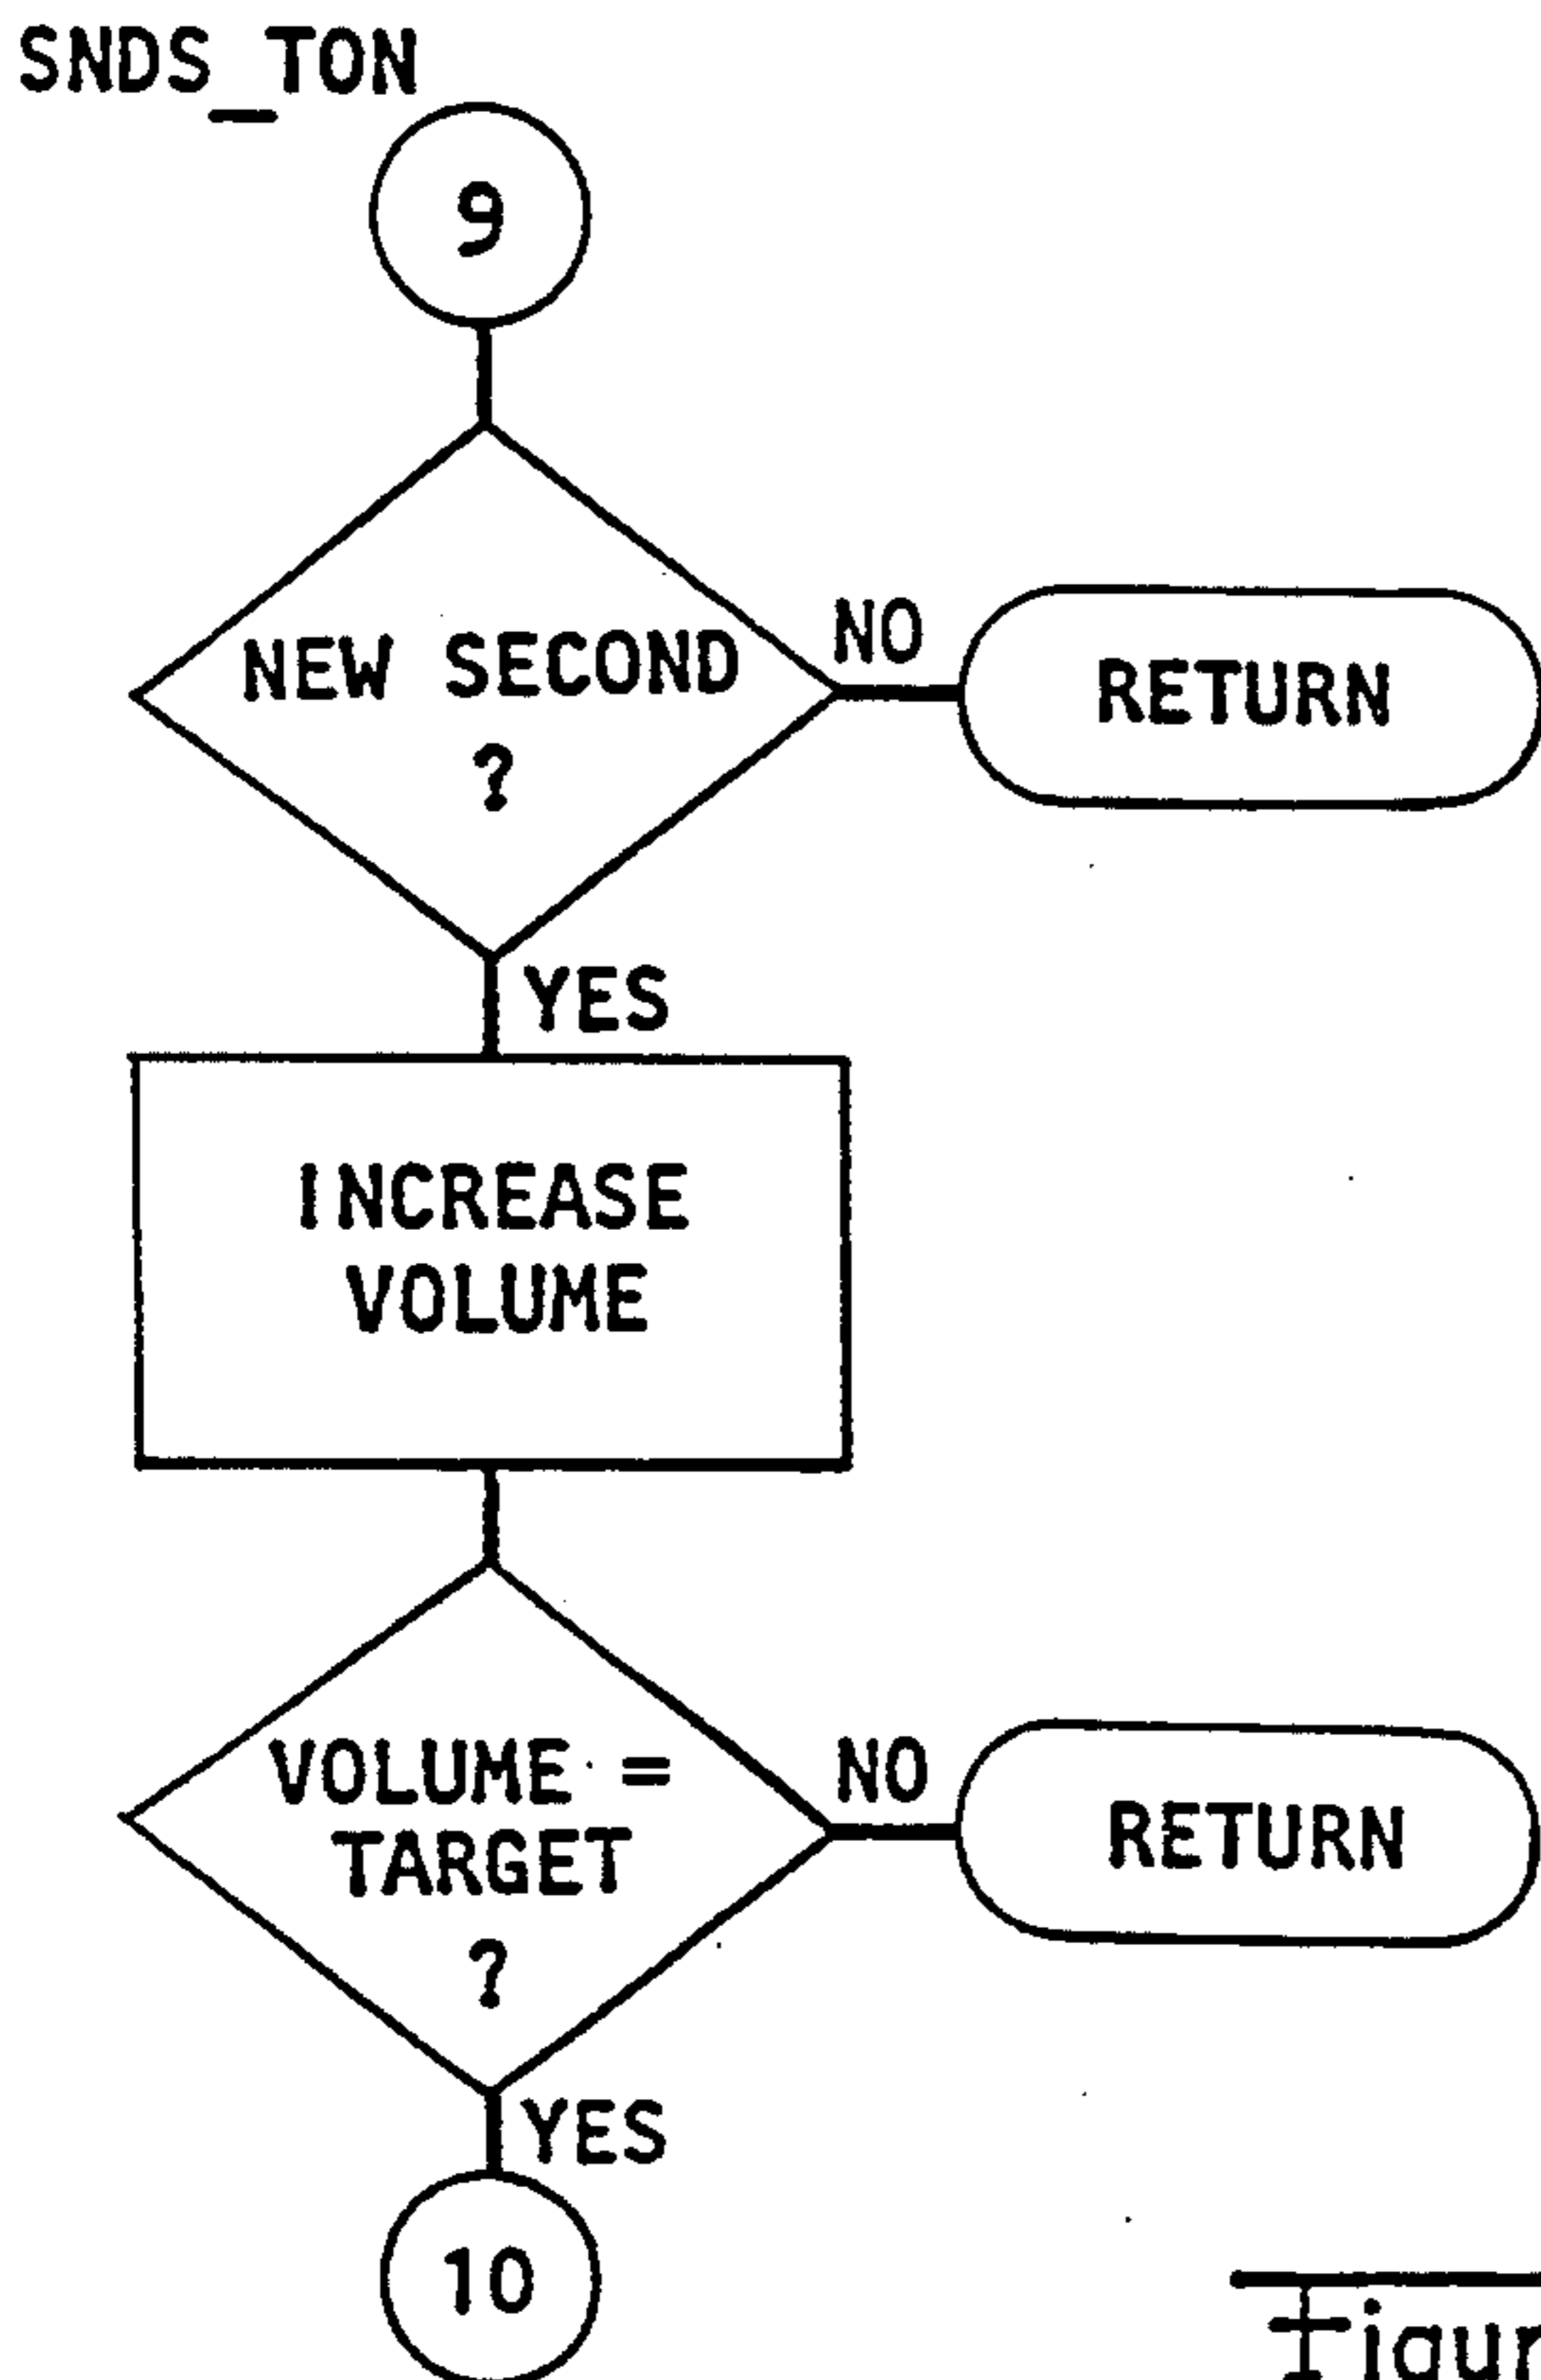 SNDS_TON
9
NEW SECOND
?
NO
RETURN
YES
INCREASE
VOLUME
VOLUME =
TARGET
?
NO
RETURN
YES
10